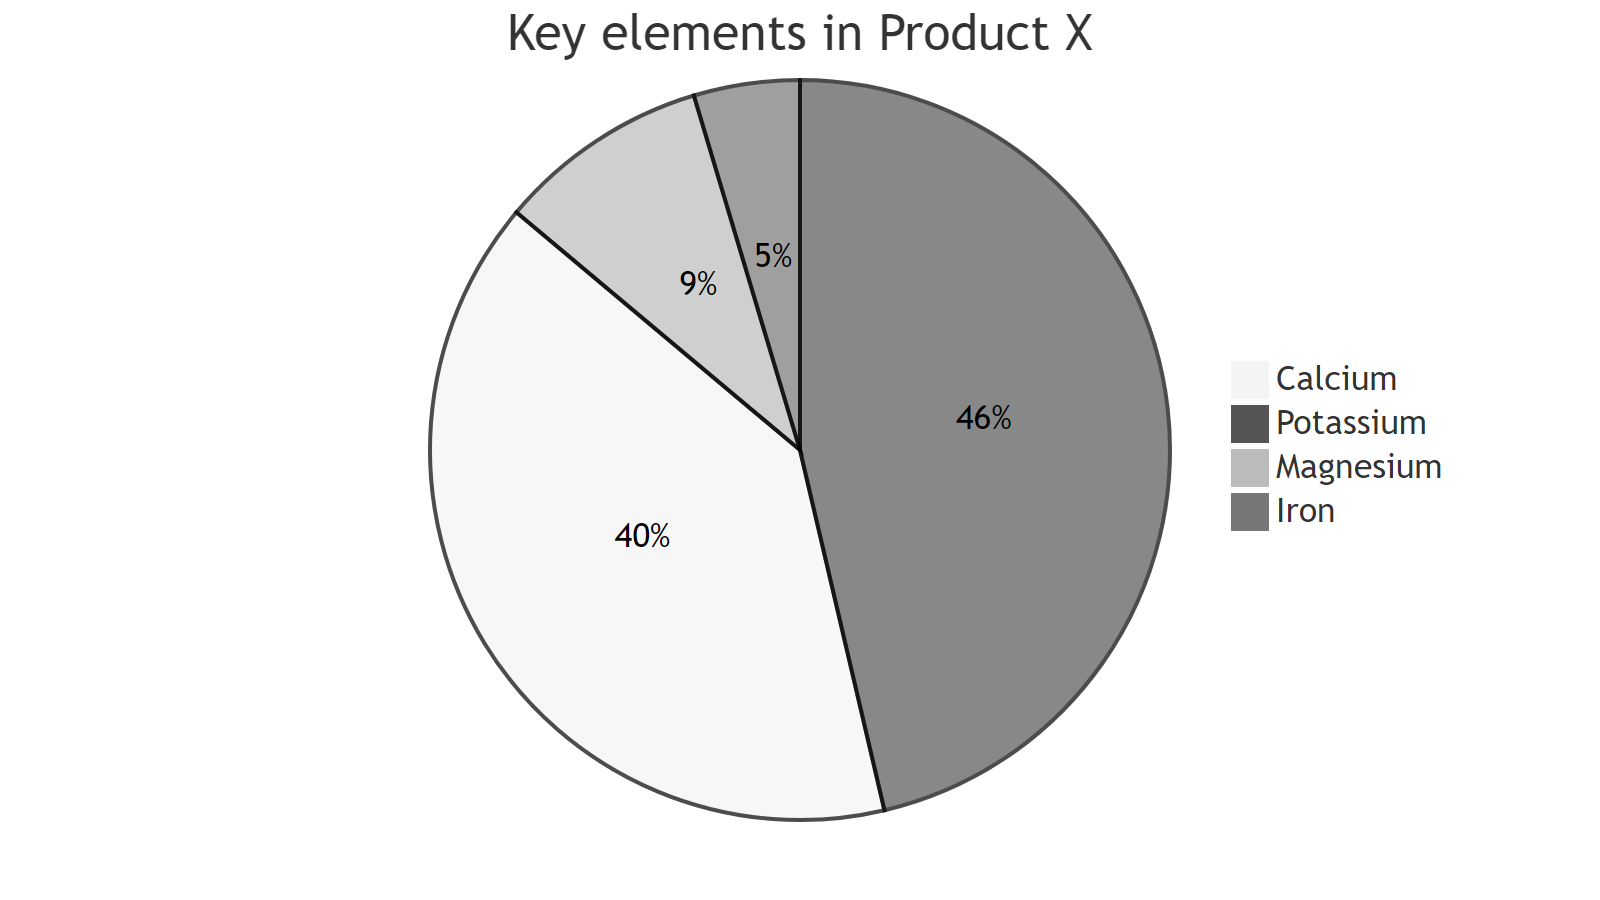 Key elements in Product X
5%
9%
46%
40%
Calcium
Potassium
Magnesium
Iron